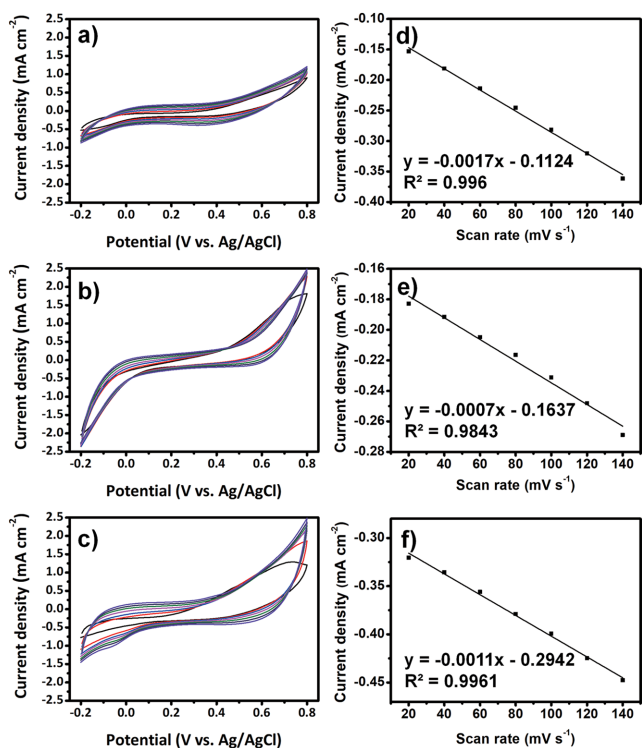 a)
Current density (mA cm⁻²)
2.5
2.0
1.5
1.0
0.5
0.0
-0.5
-1.0
-1.5
-2.0
-2.5
-0.2 0.0 0.2 0.4 0.6 0.8
Potential (V vs. Ag/AgCl)
d)
Current density (mA cm⁻²)
-0.10
-0.15
-0.20
-0.25
-0.30
-0.35
-0.40
y = -0.0017x - 0.1124
R² = 0.996
20 40 60 80 100 120 140
Scan rate (mV s⁻¹)
b)
Current density (mA cm⁻²)
2.5
2.0
1.5
1.0
0.5
0.0
-0.5
-1.0
-1.5
-2.0
-2.5
-0.2 0.0 0.2 0.4 0.6 0.8
Potential (V vs. Ag/AgCl)
e)
Current density (mA cm⁻²)
-0.16
-0.18
-0.20
-0.22
-0.24
-0.26
-0.28
y = -0.0007x - 0.1637
R² = 0.9843
20 40 60 80 100 120 140
Scan rate (mV s⁻¹)
c)
Current density (mA cm⁻²)
2.5
2.0
1.5
1.0
0.5
0.0
-0.5
-1.0
-1.5
-2.0
-2.5
-0.2 0.0 0.2 0.4 0.6 0.8
Potential (V vs. Ag/AgCl)
f)
Current density (mA cm⁻²)
-0.30
-0.35
-0.40
-0.45
y = -0.0011x - 0.2942
R² = 0.9961
20 40 60 80 100 120 140
Scan rate (mV s⁻¹)